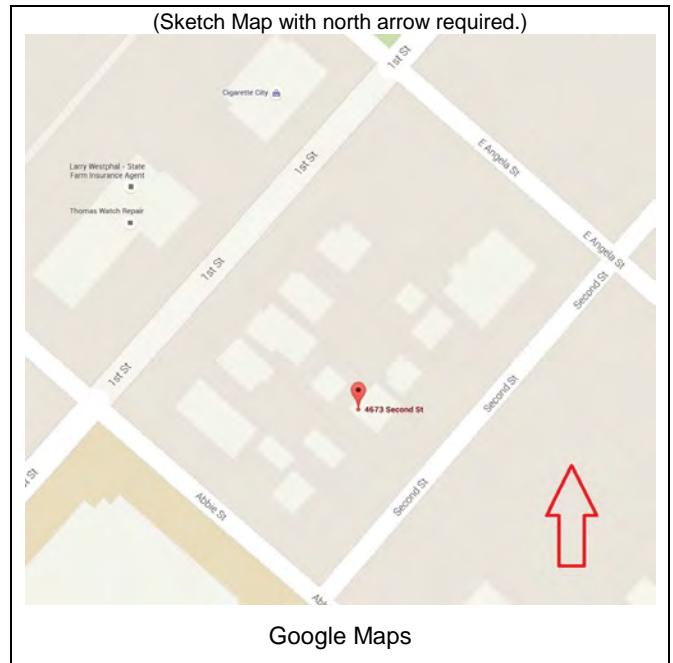 (Sketch Map with north arrow required.)
1st St
Cigarette City
E Angela St
1st St
Larry Westphal - State
Farm Insurance Agent
Thomas Watch Repair
E Angela St
1st St
Second St
1st St
Second St
4673 Second St
St
Abbie St
Second St
Ab
Google Maps